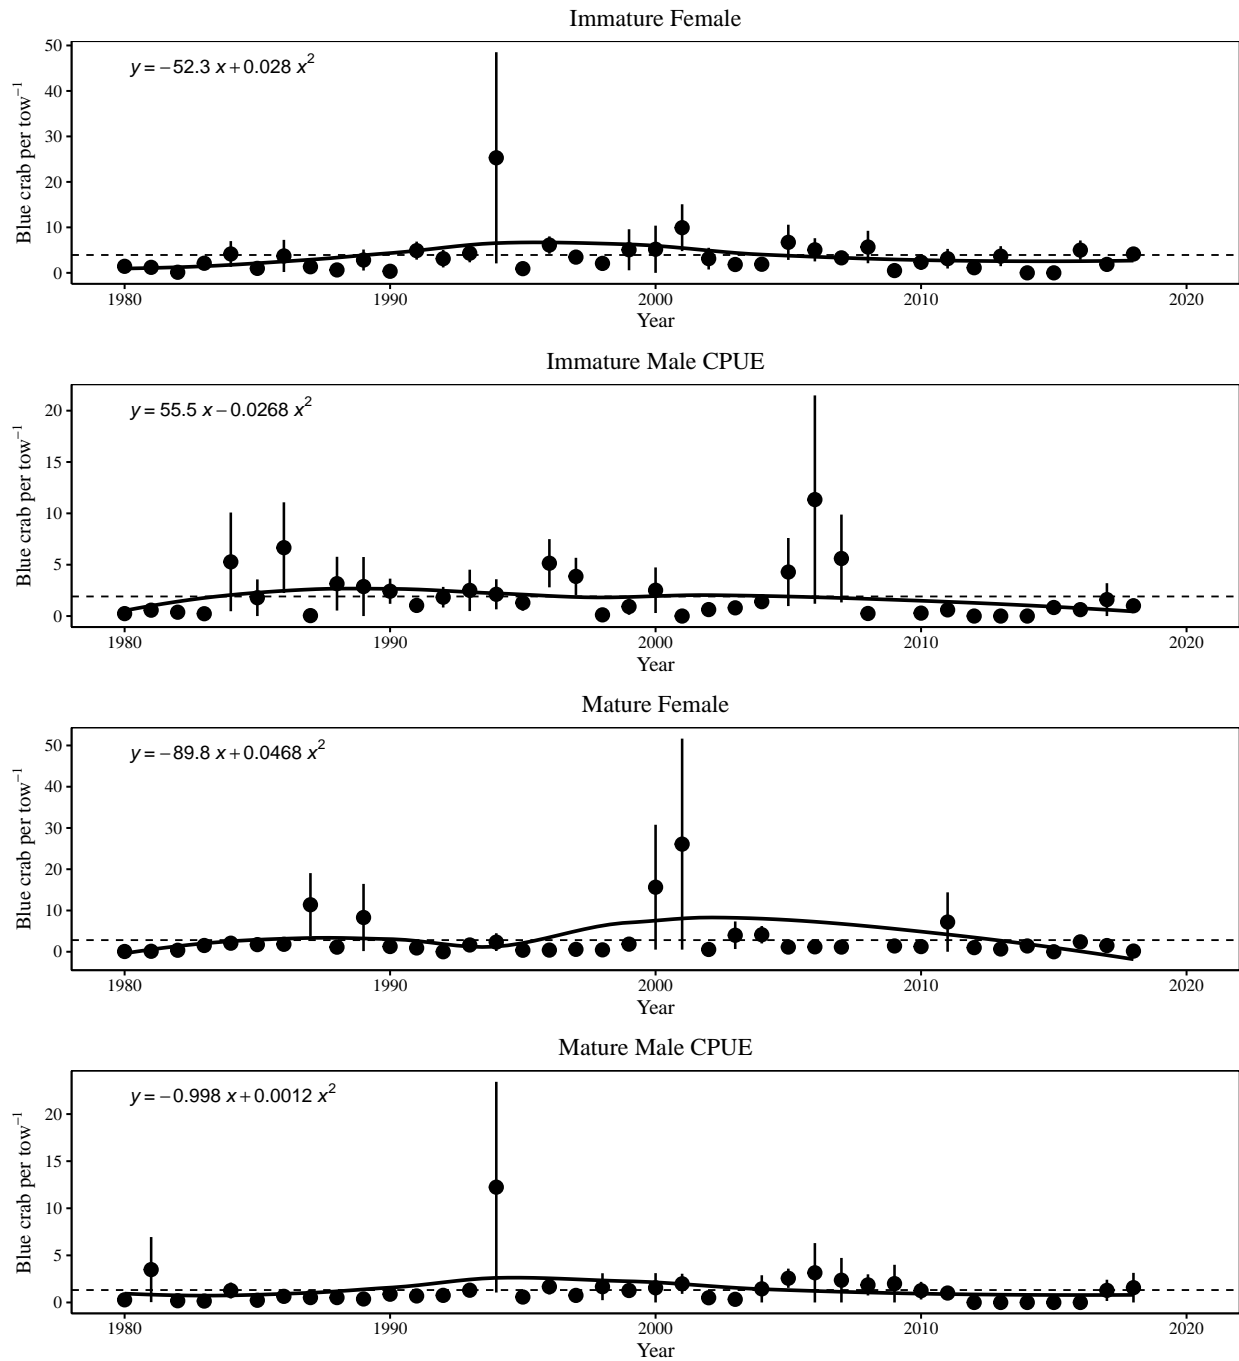 Immature Female
y = −52.3 x + 0.028 x²
Blue crab per tow⁻¹
50
40
30
20
10
0
1980 1990 2000 2010 2020
Year
Immature Male CPUE
y = 55.5 x − 0.0268 x²
Blue crab per tow⁻¹
20
15
10
5
0
1980 1990 2000 2010 2020
Year
Mature Female
y = −89.8 x + 0.0468 x²
Blue crab per tow⁻¹
50
40
30
20
10
0
1980 1990 2000 2010 2020
Year
Mature Male CPUE
y = −0.998 x + 0.0012 x²
Blue crab per tow⁻¹
20
15
10
5
0
1980 1990 2000 2010 2020
Year